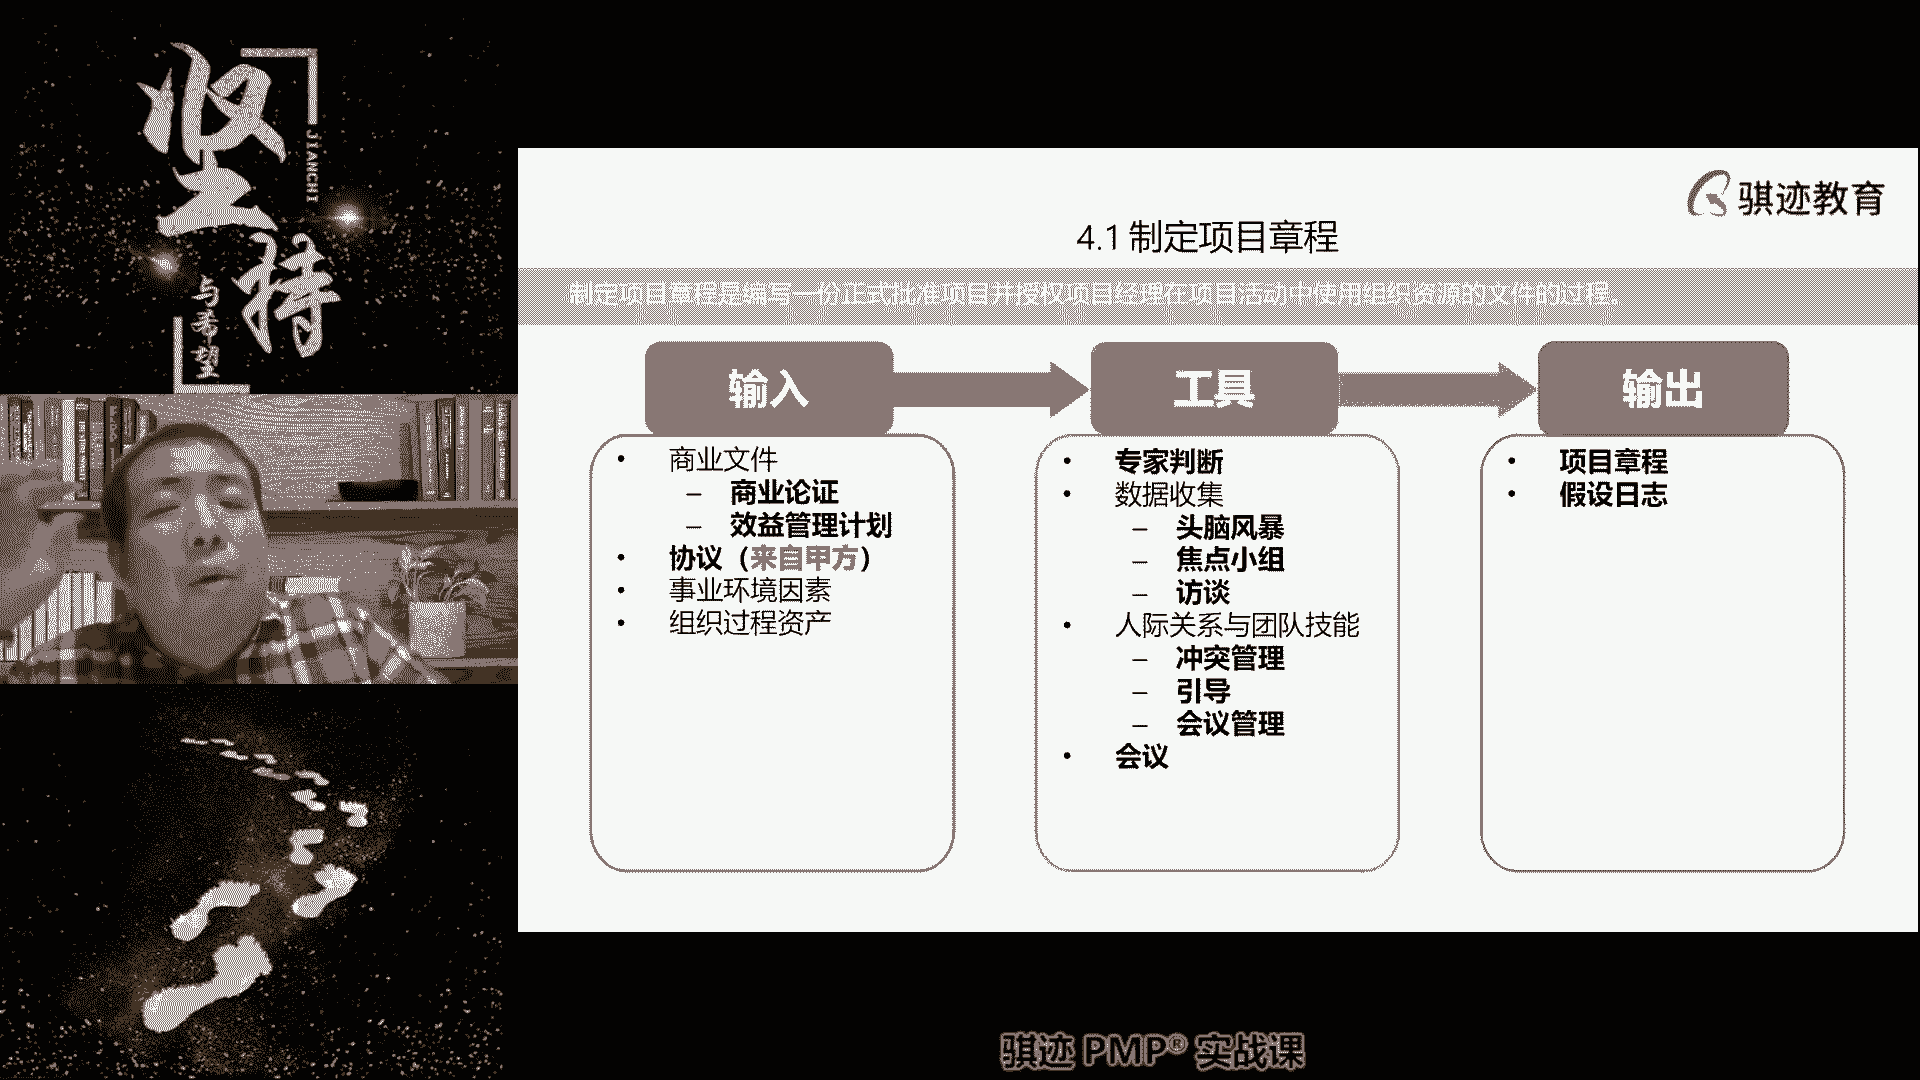 坚持
JIANCHI
与希望
骐迹教育
4.1 制定项目章程
制定项目章程是编写一份正式批准项目并授权项目经理在项目活动中使用组织资源的文件的过程。
输入
• 商业文件
– 商业论证
– 效益管理计划
• 协议（来自甲方）
• 事业环境因素
• 组织过程资产
工具
• 专家判断
• 数据收集
– 头脑风暴
– 焦点小组
– 访谈
• 人际关系与团队技能
– 冲突管理
– 引导
– 会议管理
• 会议
输出
• 项目章程
• 假设日志
骐迹 PMP® 实战课